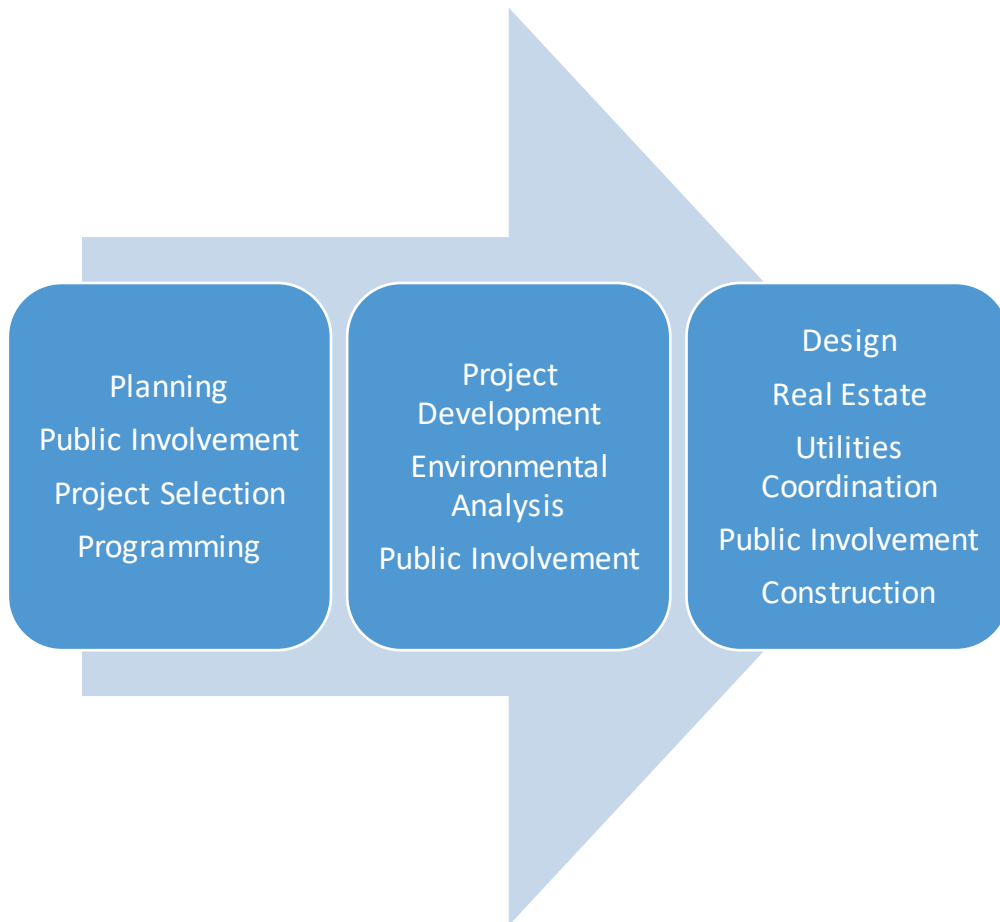 Planning
Public Involvement
Project Selection
Programming
Project
Development
Environmental
Analysis
Public Involvement
Design
Real Estate
Utilities
Coordination
Public Involvement
Construction